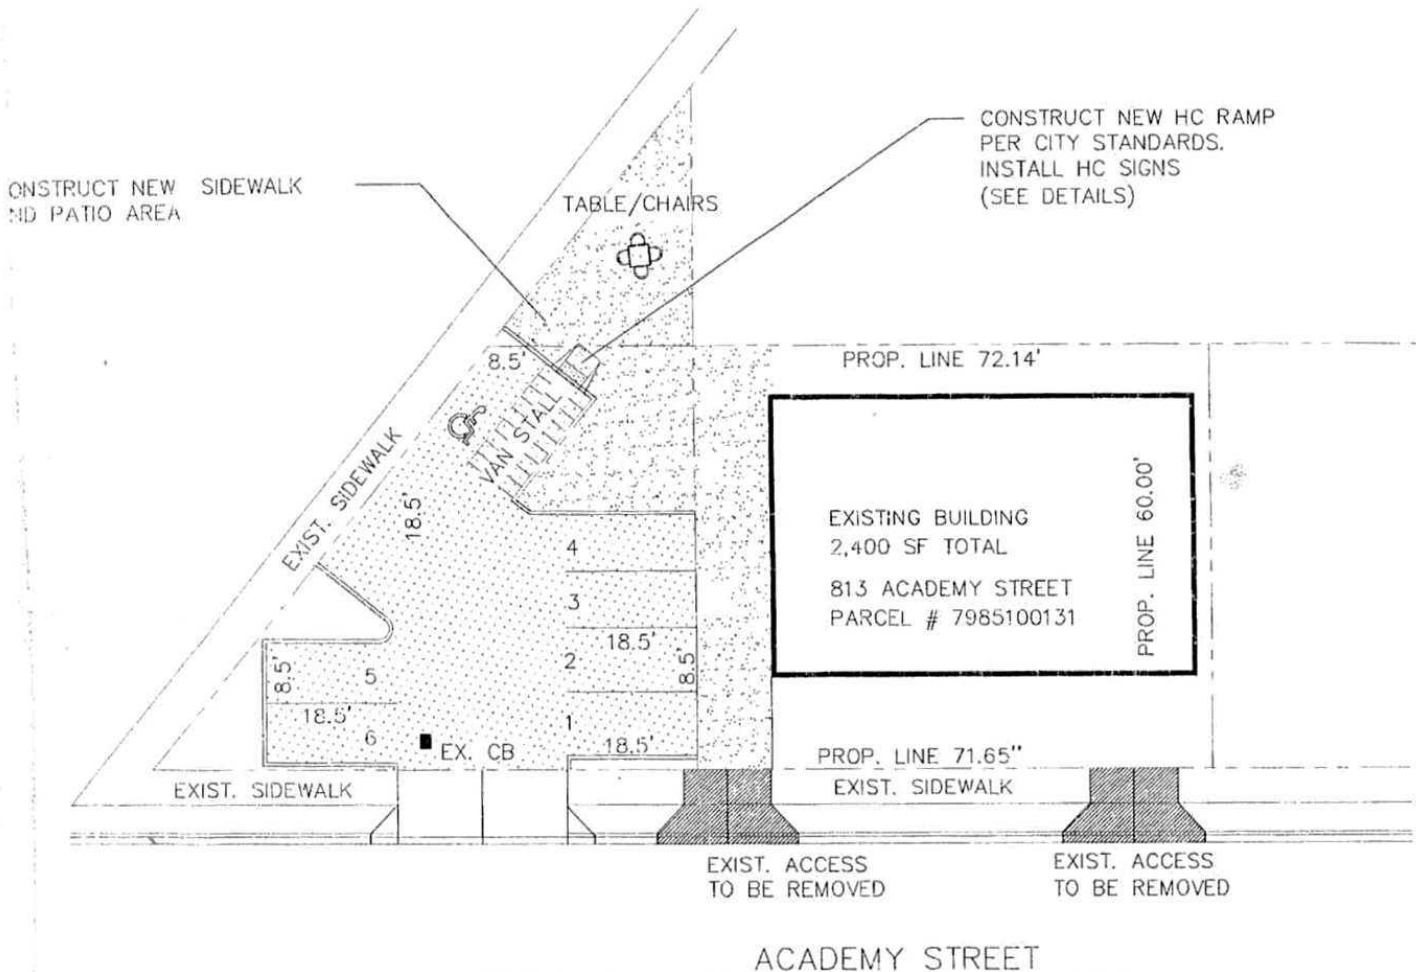 CONSTRUCT NEW HC RAMP
PER CITY STANDARDS.
INSTALL HC SIGNS
(SEE DETAILS)
ONSTRUCT NEW SIDEWALK
ND PATIO AREA
TABLE/CHAIRS
8.5'
PROP. LINE 72.14'
VAN STALL
EXIST. SIDEWALK
18.5'
PROP. LINE 60.00'
EXISTING BUILDING
2,400 SF TOTAL
813 ACADEMY STREET
PARCEL # 7985100131
4
3
18.5'
2
8.5'
1
18.5'
8.5'
5
18.5'
6
EX. CB
PROP. LINE 71.65"
EXIST. SIDEWALK
EXIST. SIDEWALK
EXIST. ACCESS
TO BE REMOVED
EXIST. ACCESS
TO BE REMOVED
ACADEMY STREET